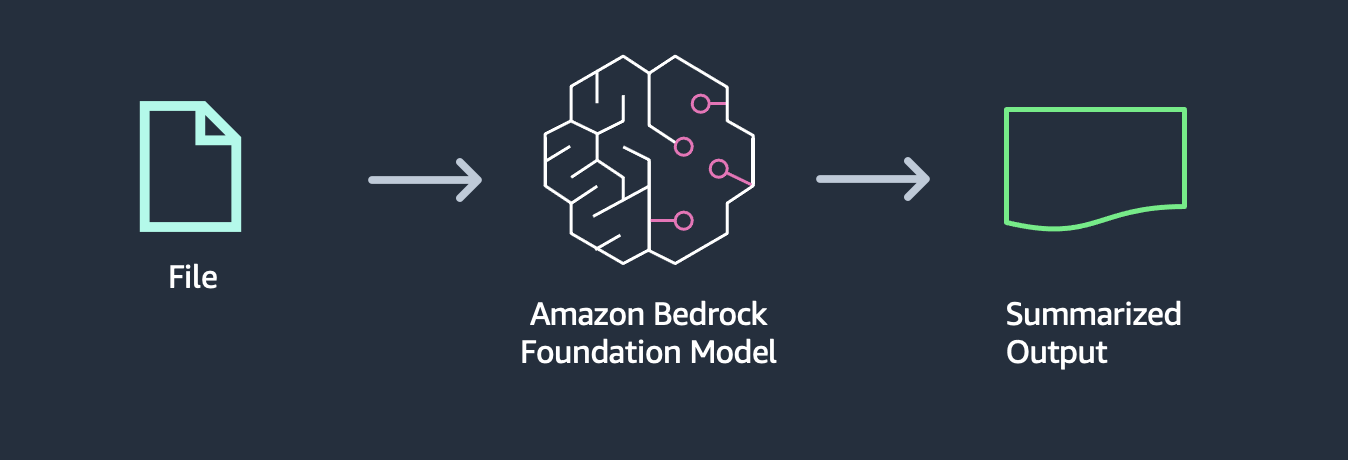 File
Amazon Bedrock
Foundation Model
Summarized
Output